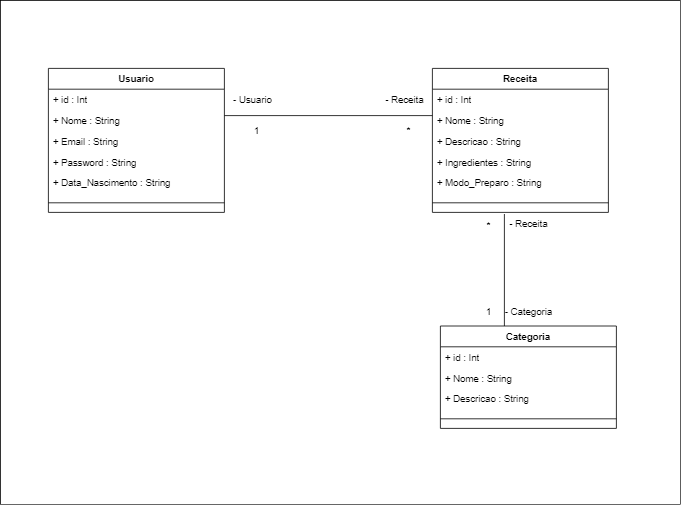 Usuario
+ id : Int
+ Nome : String
+ Email : String
+ Password : String
+ Data_Nascimento : String
- Usuario
- Receita
1
*
Receita
+ id : Int
+ Nome : String
+ Descricao : String
+ Ingredientes : String
+ Modo_Preparo : String
*
- Receita
1
- Categoria
Categoria
+ id : Int
+ Nome : String
+ Descricao : String